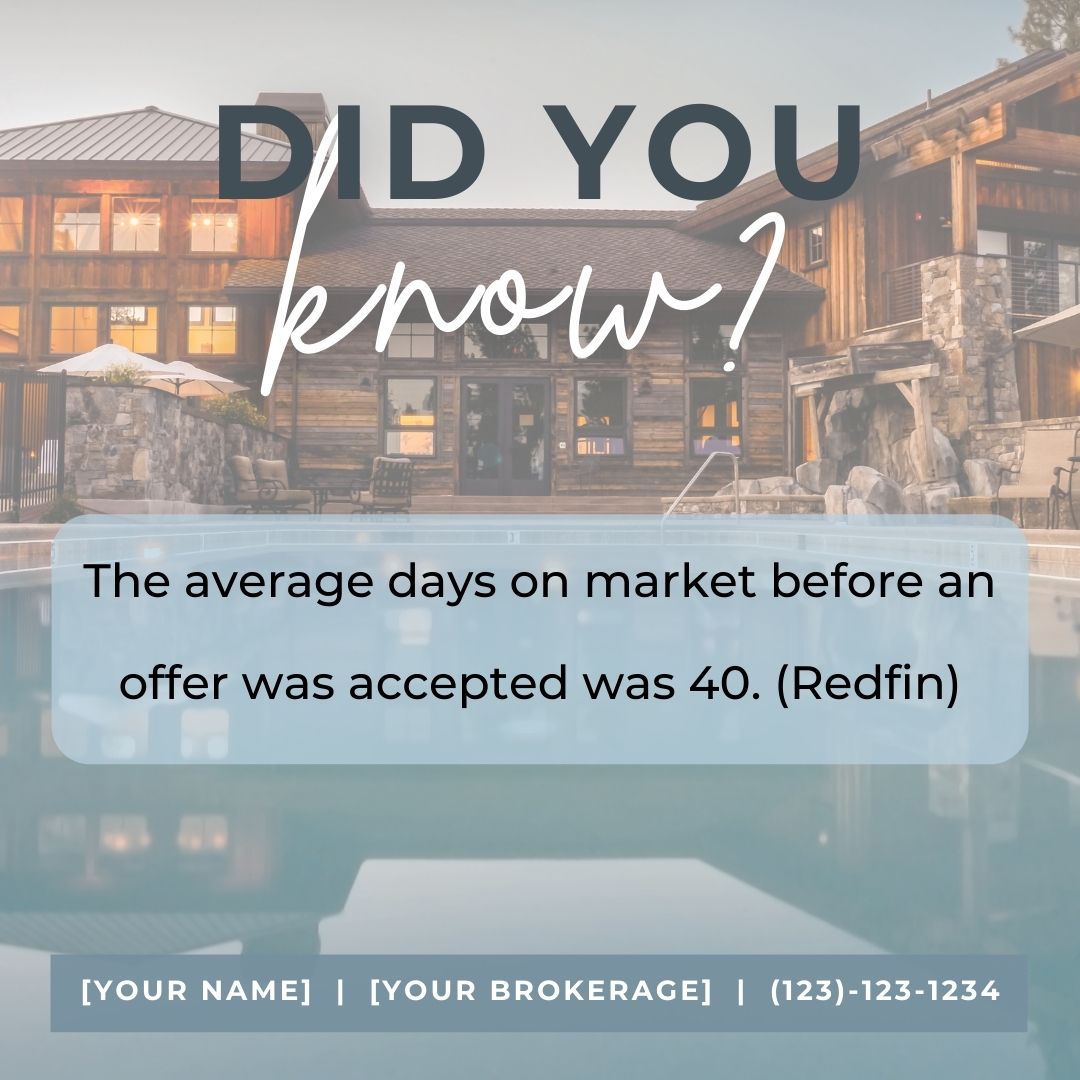 DID YOU
know?
The average days on market before an
offer was accepted was 40. (Redfin)
[YOUR NAME] | [YOUR BROKERAGE] | (123)-123-1234